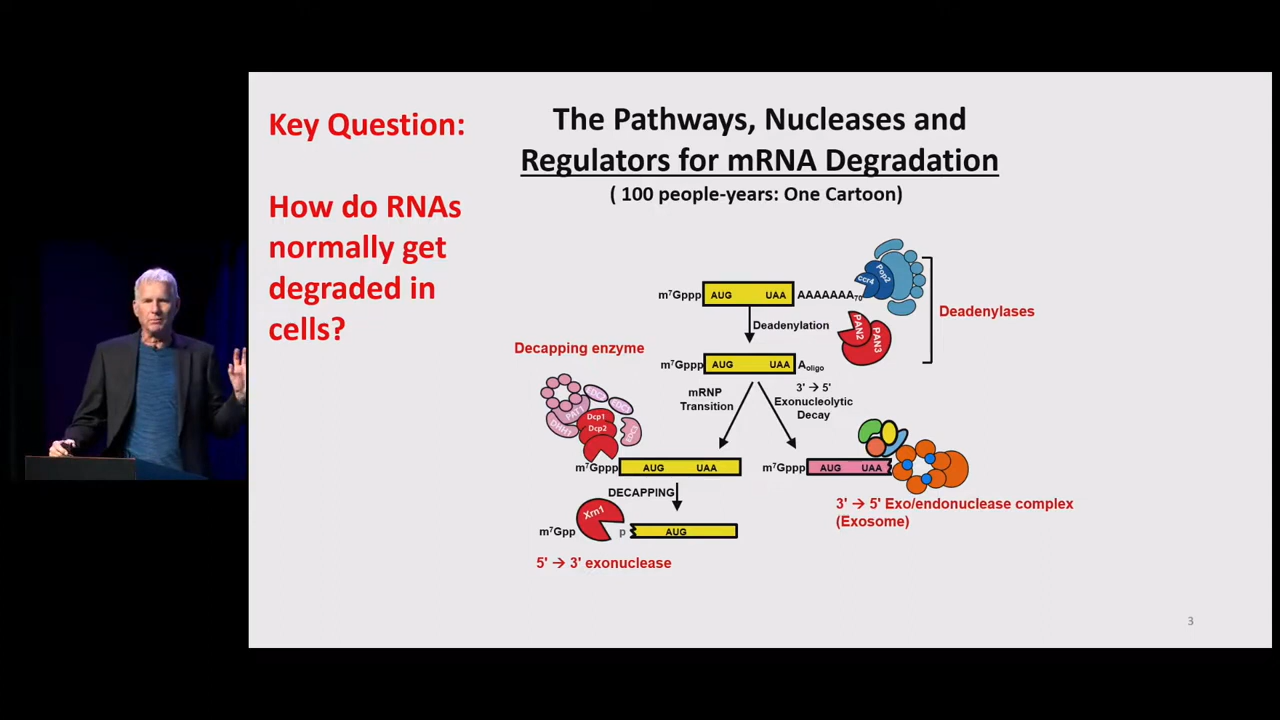 Key Question:
How do RNAs
normally get
degraded in
cells?
The Pathways, Nucleases and
Regulators for mRNA Degradation
( 100 people-years: One Cartoon)
m⁷Gppp AUG UAA AAAAAAA₇₀
ccr4 Pop2
Deadenylases
Deadenylation
PAN2 PAN3
Decapping enzyme
m⁷Gppp AUG UAA Aoligo
mRNP
Transition
3' → 5'
Exonucleolytic
Decay
PAT1
Dcp1
Dcp2
m⁷Gppp AUG UAA
m⁷Gppp AUG UAA
DECAPPING
3' → 5' Exo/endonuclease complex
(Exosome)
Xrn1
m⁷Gpp p AUG
5' → 3' exonuclease
3